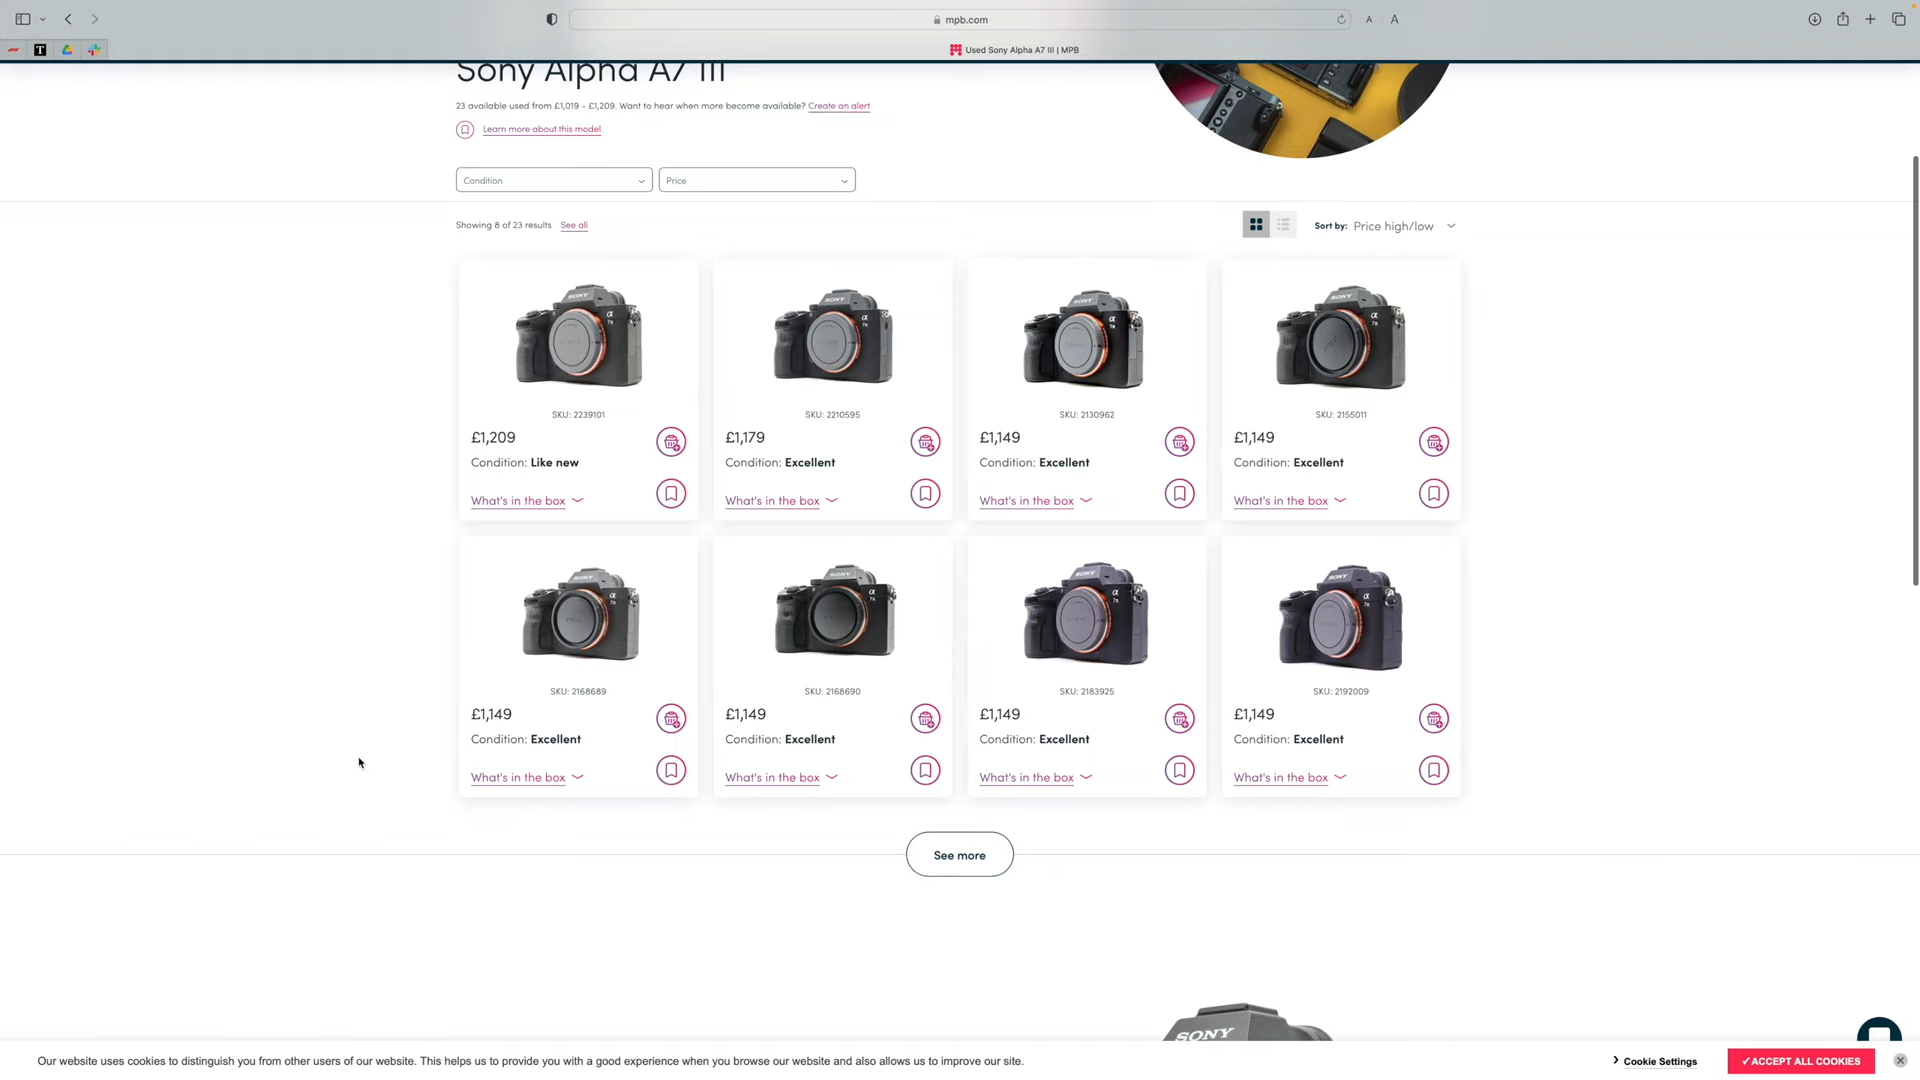 mpb.com
A
A
T
Used Sony Alpha A7 III | MPB
Sony Alpha A7 III
23 available used from £1,019 - £1,209. Want to hear when more become available? Create an alert
Learn more about this model
Condition
Price
Showing 8 of 23 results See all
Sort by: Price high/low
SONY
SONY
SONY
SONY
SKU: 2239101
SKU: 2210595
SKU: 2130962
SKU: 2155011
£1,209
£1,179
£1,149
£1,149
Condition: Like new
Condition: Excellent
Condition: Excellent
Condition: Excellent
What's in the box
What's in the box
What's in the box
What's in the box
SONY
SONY
SONY
SONY
SKU: 2168689
SKU: 2168690
SKU: 2183925
SKU: 2192009
£1,149
£1,149
£1,149
£1,149
Condition: Excellent
Condition: Excellent
Condition: Excellent
Condition: Excellent
What's in the box
What's in the box
What's in the box
What's in the box
See more
SONY
Our website uses cookies to distinguish you from other users of our website. This helps us to provide you with a good experience when you browse our website and also allows us to improve our site.
Cookie Settings
✓ACCEPT ALL COOKIES